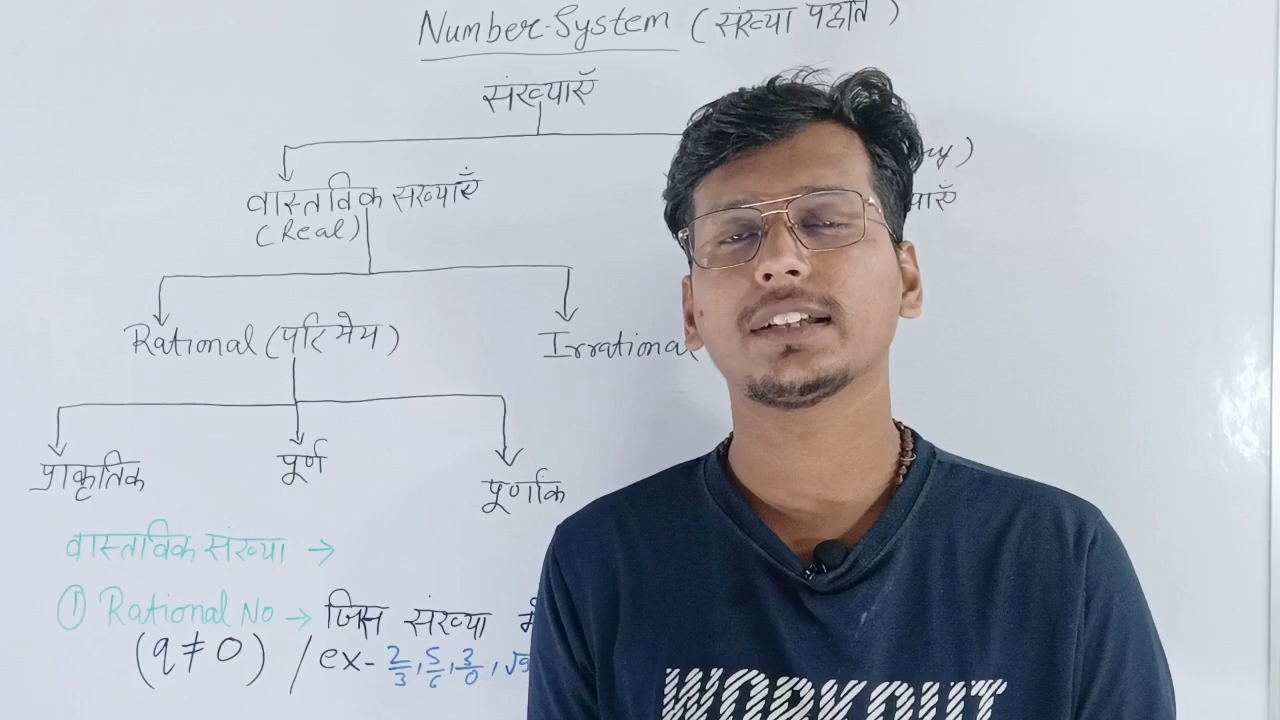 Number System (संख्या पद्धति)
संख्याएँ
वास्तविक संख्याएँ
(Real)
Rational (परिमेय)
Irrational
प्राकृतिक
पूर्ण
पूर्णांक
वास्तविक संख्या →
① Rational No → जिस संख्या में
(q ≠ 0) / ex- 2/3, 5/6, 3/0,
WORKOUT